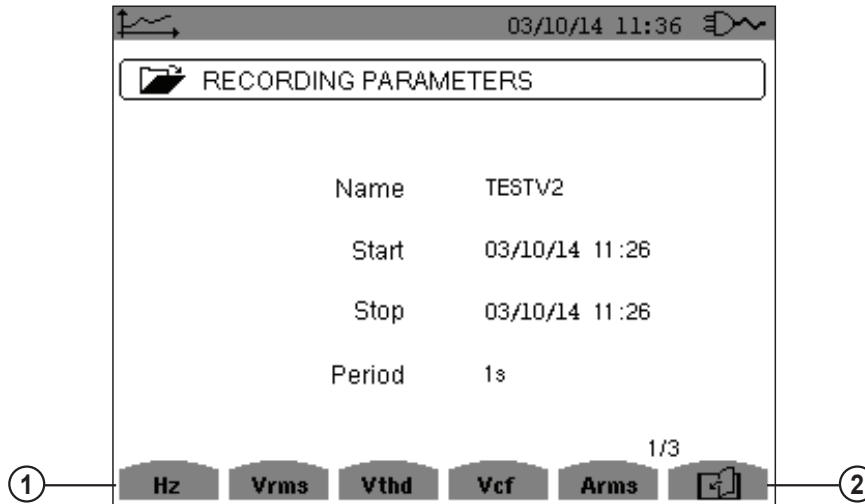 03/10/14 11:36
RECORDING PARAMETERS
Name TESTV2
Start 03/10/14 11:26
Stop 03/10/14 11:26
Period 1s
1/3
1 Hz Vrms Vthd Vcf Arms 2